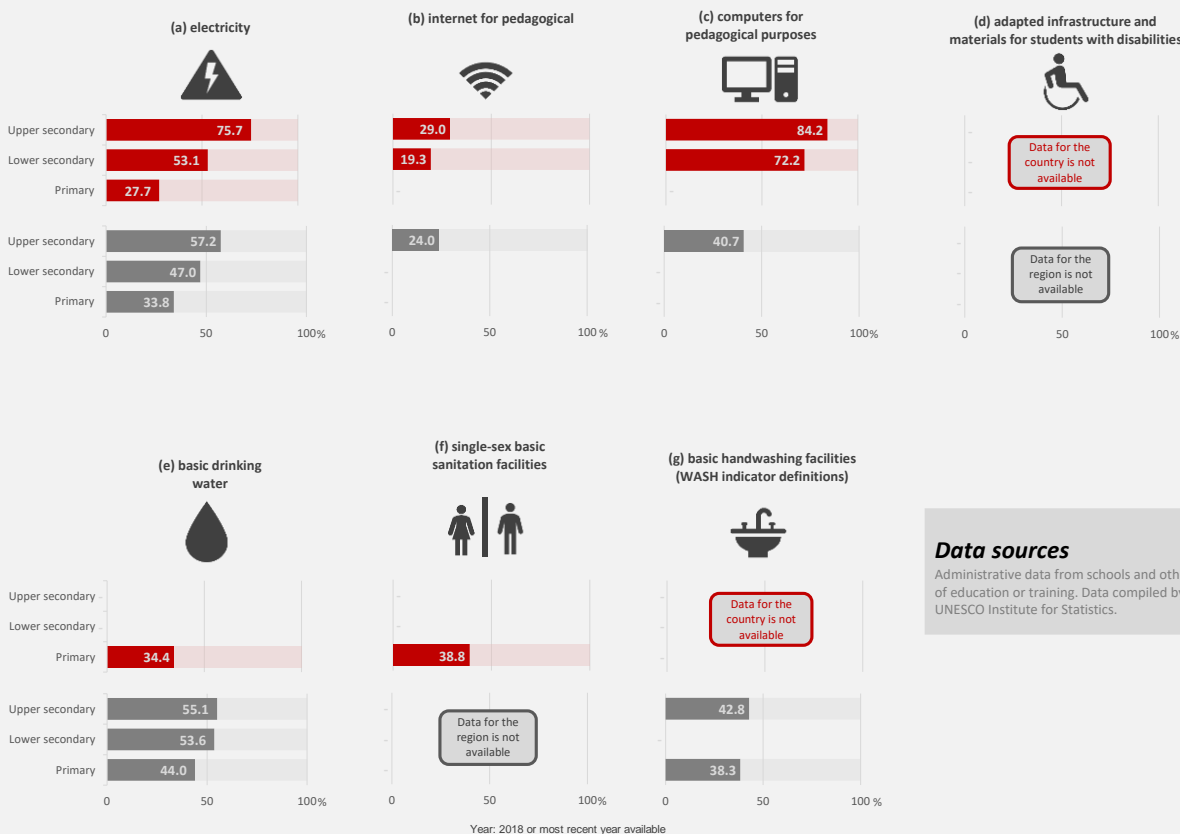 (a) electricity
(b) internet for pedagogical
(c) computers for
pedagogical purposes
(d) adapted infrastructure and
materials for students with disabilities
Upper secondary
75.7
29.0
84.2
Lower secondary
53.1
19.3
72.2
Primary
27.7
Data for the
country is not
available
Upper secondary
57.2
24.0
40.7
Lower secondary
47.0
Primary
33.8
Data for the
region is not
available
0 50 100%
0 50 100%
0 50 100%
0 50 100%
(e) basic drinking
water
(f) single-sex basic
sanitation facilities
(g) basic handwashing facilities
(WASH indicator definitions)
Upper secondary
Lower secondary
Primary
34.4
38.8
Data for the
country is not
available
Upper secondary
55.1
42.8
Lower secondary
53.6
Primary
44.0
38.3
Data for the
region is not
available
0 50 100%
0 50 100%
0 50 100 %
Data sources
Administrative data from schools and oth
of education or training. Data compiled by
UNESCO Institute for Statistics.
Year: 2018 or most recent year available